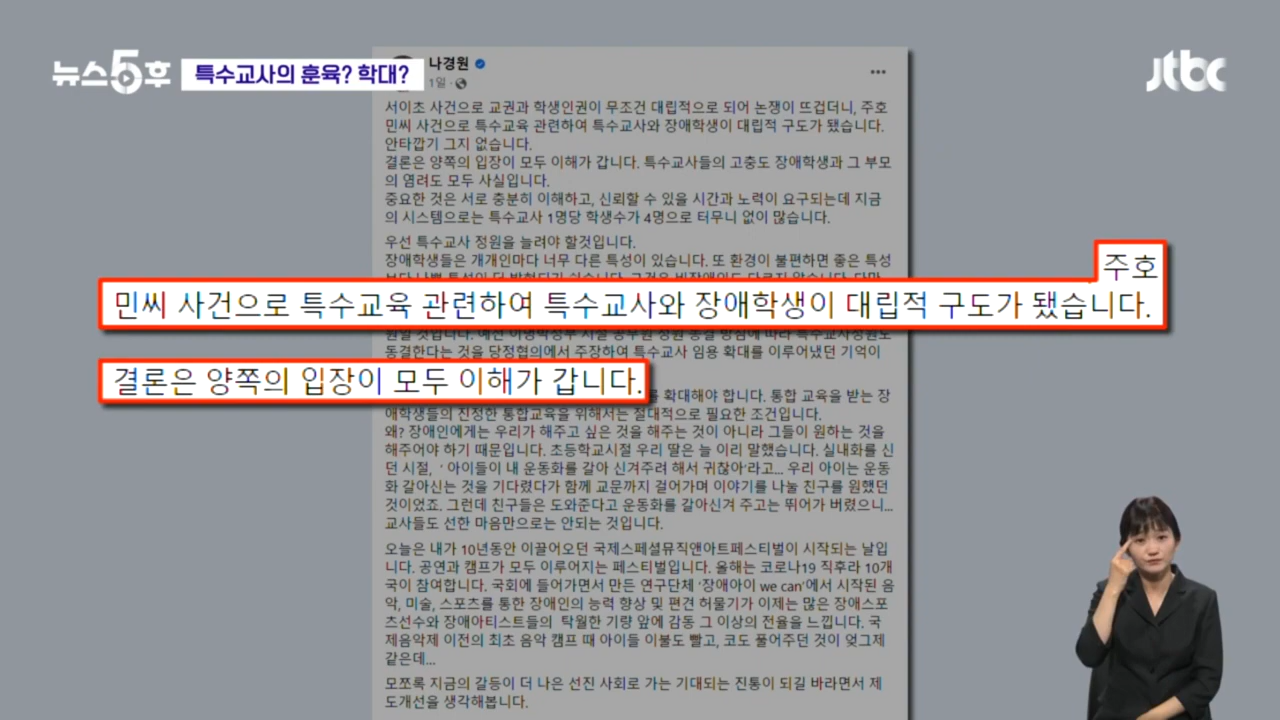 뉴스5후
특수교사의 훈육? 학대?
jtbc
나경원
1일
서이초 사건으로 교권과 학생인권이 무조건 대립적으로 되어 논쟁이 뜨겁더니, 주호
민씨 사건으로 특수교육 관련하여 특수교사와 장애학생이 대립적 구도가 됐습니다.
안타깝기 그지 없습니다.
결론은 양쪽의 입장이 모두 이해가 갑니다. 특수교사들의 고충도 장애학생과 그 부모
의 염려도 모두 사실입니다.
중요한 것은 서로 충분히 이해하고, 신뢰할 수 있을 시간과 노력이 요구되는데 지금
의 시스템으로는 특수교사 1명당 학생수가 4명으로 터무니 없이 많습니다.
우선 특수교사 정원을 늘려야 할것입니다.
장애학생들은 개개인마다 너무 다른 특성이 있습니다. 또 환경이 불편하면 좋은 특성
주호
민씨 사건으로 특수교육 관련하여 특수교사와 장애학생이 대립적 구도가 됐습니다.
동결한다는 것을 당정협의에서 주장하여 특수교사 임용 확대를 이루어냈던 기억이
결론은 양쪽의 입장이 모두 이해가 갑니다.
를 확대해야 합니다. 통합 교육을 받는 장
애학생들의 진정한 통합교육을 위해서는 절대적으로 필요한 조건입니다.
왜? 장애인에게는 우리가 해주고 싶은 것을 해주는 것이 아니라 그들이 원하는 것을
해주어야 하기 때문입니다. 초등학교시절 우리 딸은 늘 이리 말했습니다. 실내화를 신
던 시절, ‘ 아이들이 내 운동화를 갈아 신겨주려 해서 귀찮아’라고... 우리 아이는 운동
화 갈아신는 것을 기다렸다가 함께 교문까지 걸어가며 이야기를 나눌 친구를 원했던
것이었죠. 그런데 친구들은 도와준다고 운동화를 갈아신겨 주고는 뛰어가 버렸으니...
교사들도 선한 마음만으로는 안되는 것입니다.
오늘은 내가 10년동안 이끌어오던 국제스페셜뮤직앤아트페스티벌이 시작되는 날입니
다. 공연과 캠프가 모두 이루어지는 페스티벌입니다. 올해는 코로나19 직후라 10개
국이 참여합니다. 국회에 들어가면서 만든 연구단체 ‘장애아이 we can’에서 시작된 음
악, 미술, 스포츠를 통한 장애인의 능력 향상 및 편견 허물기가 이제는 많은 장애스포
츠선수와 장애아티스트들의 탁월한 기량 앞에 감동 그 이상의 전율을 느낍니다. 국
제음악제 이전의 최초 음악 캠프 때 아이들 이불도 빨고, 코도 풀어주던 것이 엊그제
같은데...
모쪼록 지금의 갈등이 더 나은 선진 사회로 가는 기대되는 진통이 되길 바라면서 제
도개선을 생각해봅니다.